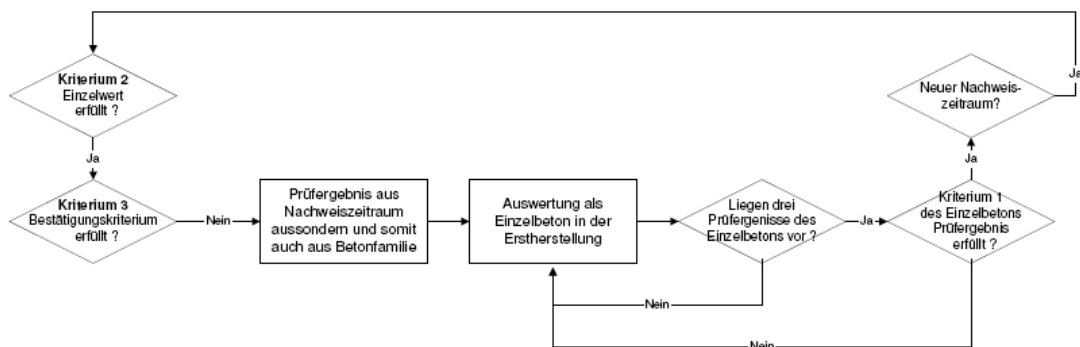 Kriterium 2
Einzelwert
erfüllt ?
Ja
Kriterium 3
Bestätigungskriterium
erfüllt ?
Nein
Prüfergebnis aus
Nachweiszeitraum
aussondern und somit
auch aus Betonfamilie
Auswertung als
Einzelbeton in der
Erstherstellung
Liegen drei
Prüfergenisse des
Einzelbetons vor ?
Ja
Nein
Kriterium 1
des Einzelbetons
Prüfergebnis
erfüllt ?
Ja
Nein
Neuer Nachweis-
zeitraum?
Ja